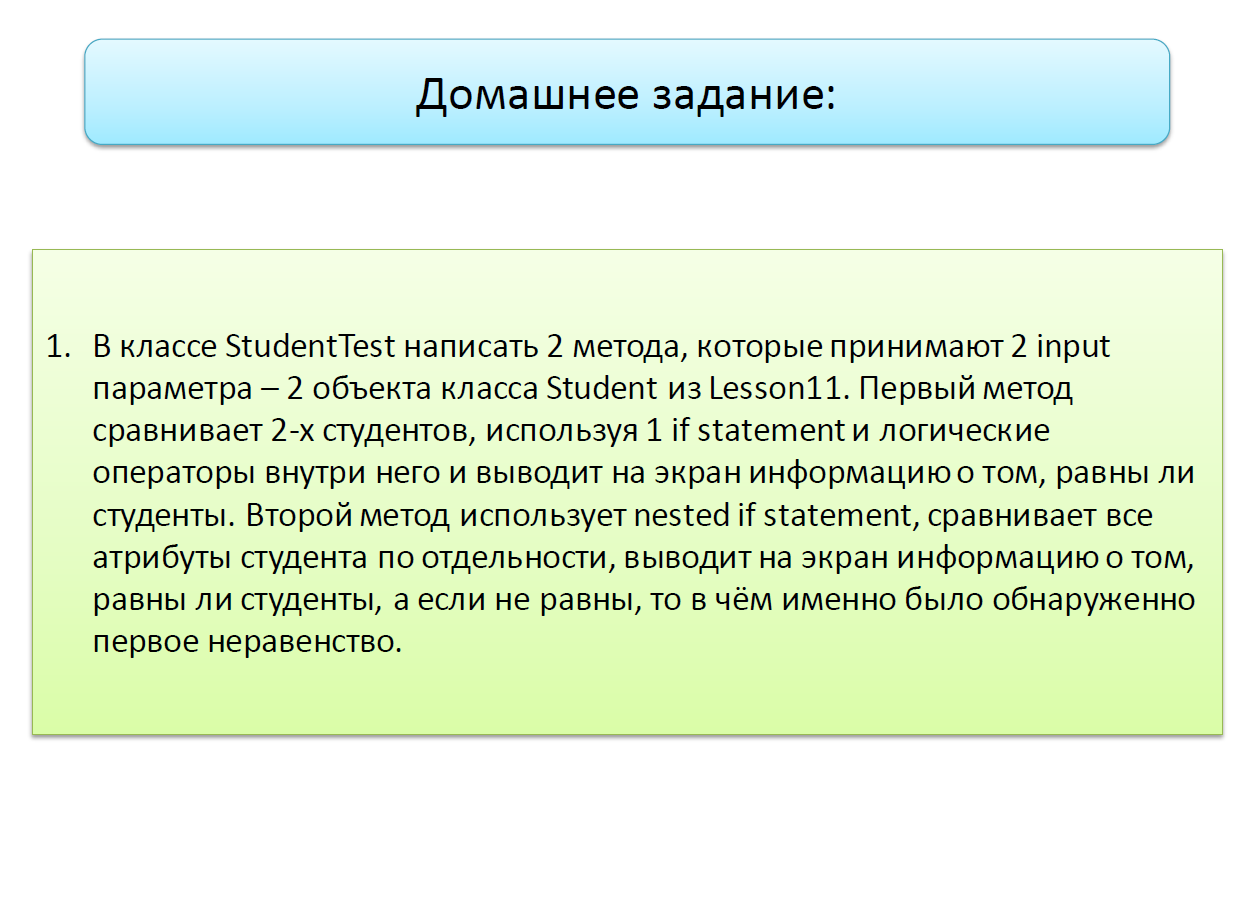 Домашнее задание:
1. В классе StudentTest написать 2 метода, которые принимают 2 input
параметра – 2 объекта класса Student из Lesson11. Первый метод
сравнивает 2-х студентов, используя 1 if statement и логические
операторы внутри него и выводит на экран информацию о том, равны ли
студенты. Второй метод использует nested if statement, сравнивает все
атрибуты студента по отдельности, выводит на экран информацию о том,
равны ли студенты, а если не равны, то в чём именно было обнаруженно
первое неравенство.